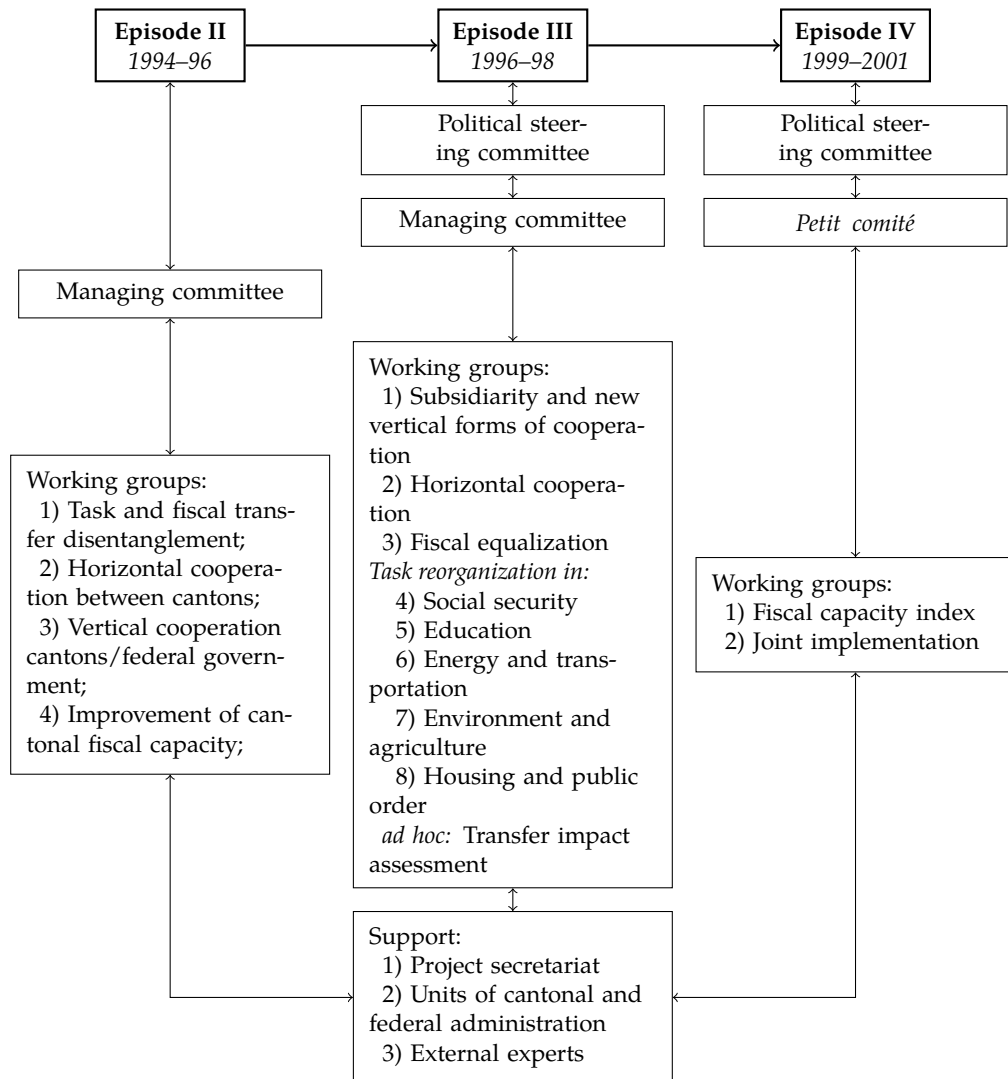 Episode II
1994–96
Episode III
1996–98
Episode IV
1999–2001
Political steer-
ing committee
Political steer-
ing committee
Managing committee
Petit comité
Managing committee
Working groups:
1) Task and fiscal trans-
fer disentanglement;
2) Horizontal coopera-
tion between cantons;
3) Vertical cooperation
cantons/federal govern-
ment;
4) Improvement of can-
tonal fiscal capacity;
Working groups:
1) Subsidiarity and new
vertical forms of coopera-
tion
2) Horizontal coopera-
tion
3) Fiscal equalization
Task reorganization in:
4) Social security
5) Education
6) Energy and trans-
portation
7) Environment and
agriculture
8) Housing and public
order
ad hoc: Transfer impact
assessment
Working groups:
1) Fiscal capacity index
2) Joint implementation
Support:
1) Project secretariat
2) Units of cantonal and
federal administration
3) External experts